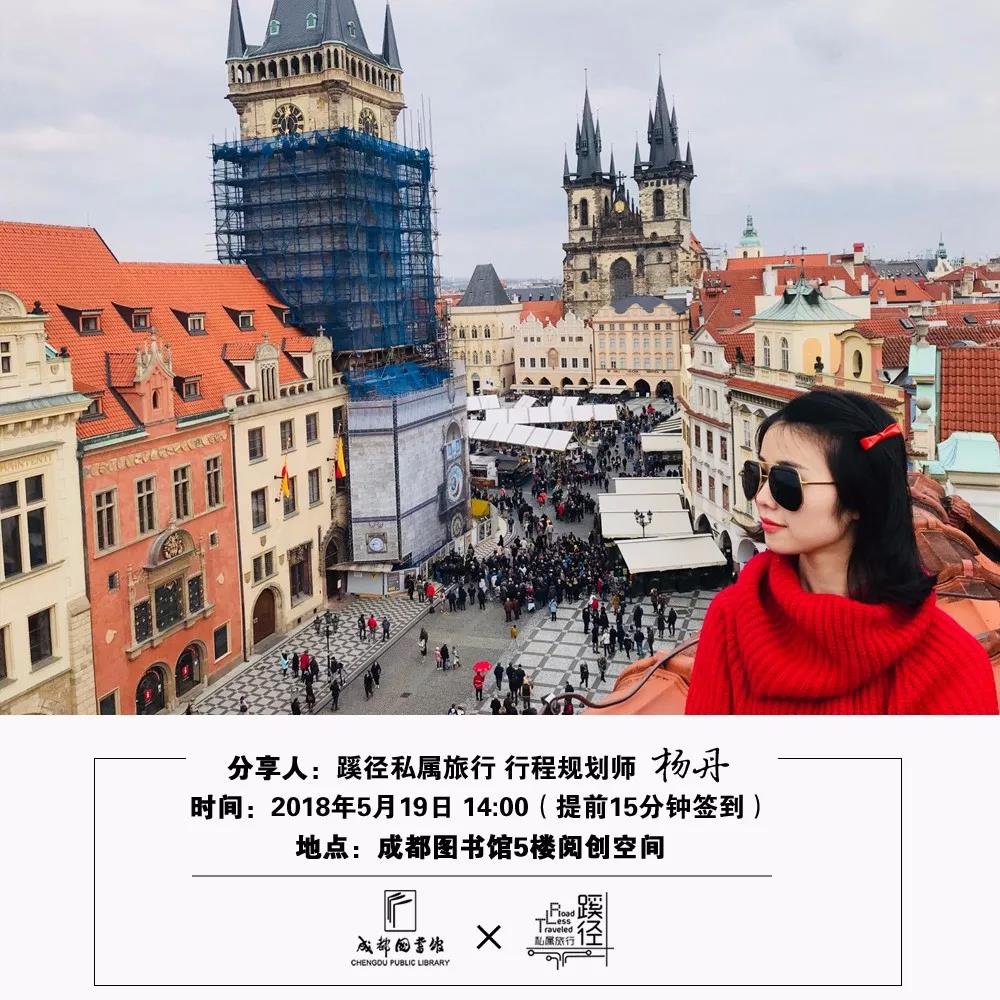 分享人：蹊径私属旅行 行程规划师 杨丹
时间：2018年5月19日 14:00（提前15分钟签到）
地点：成都图书馆5楼阅创空间
成都图书馆
CHENGDU PUBLIC LIBRARY
×
Road
Less
Traveled
私属旅行
蹊径